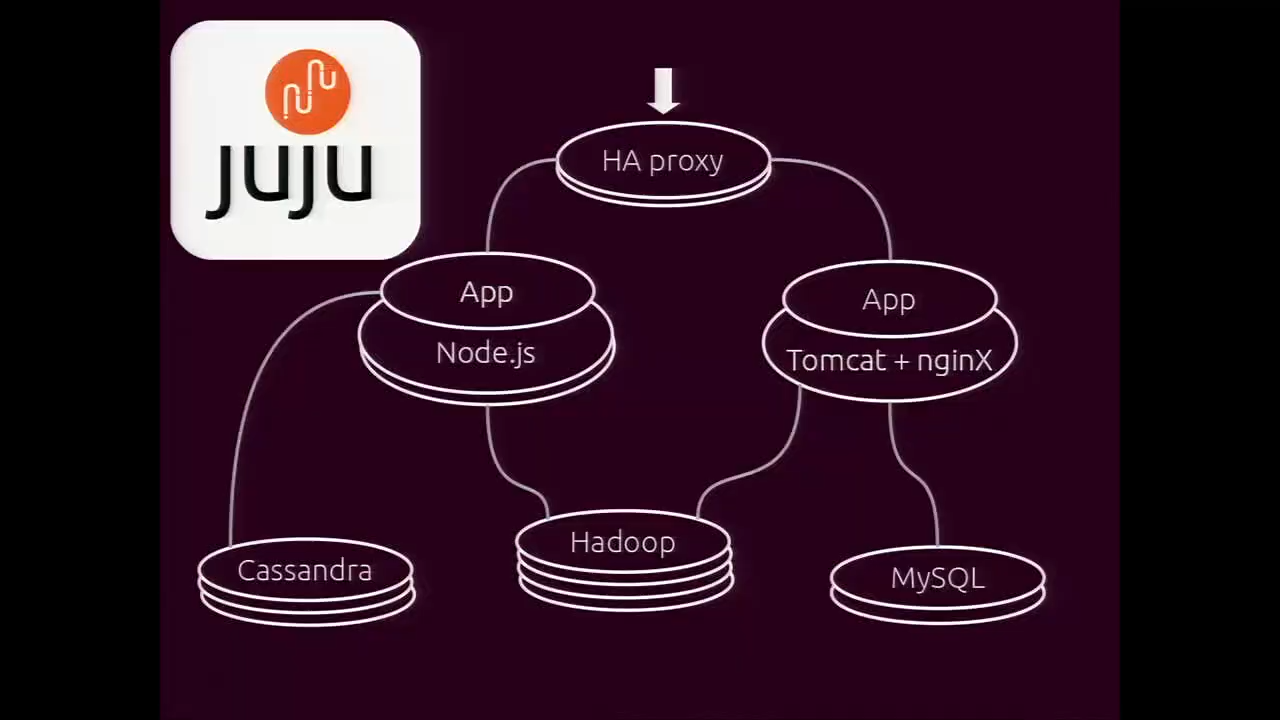 juju
HA proxy
App
App
Node.js
Tomcat + nginX
Hadoop
Cassandra
MySQL